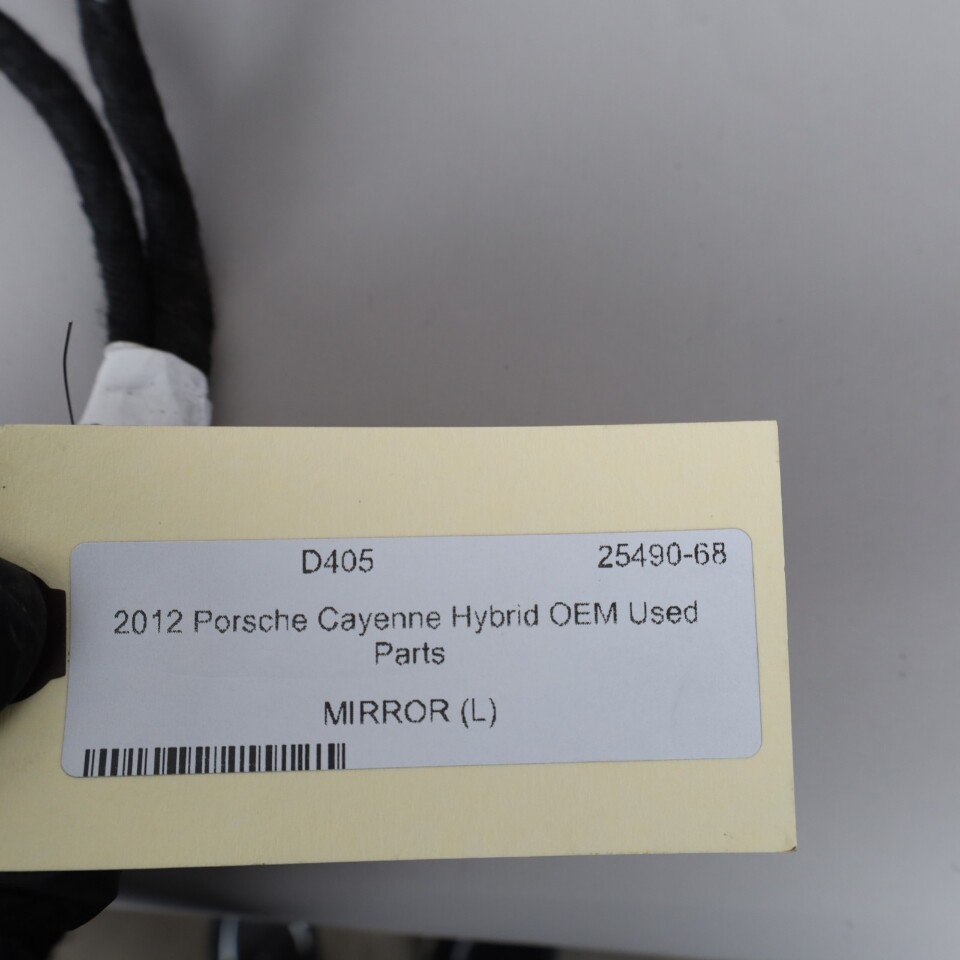 D405 25490-68
2012 Porsche Cayenne Hybrid OEM Used
Parts
MIRROR (L)